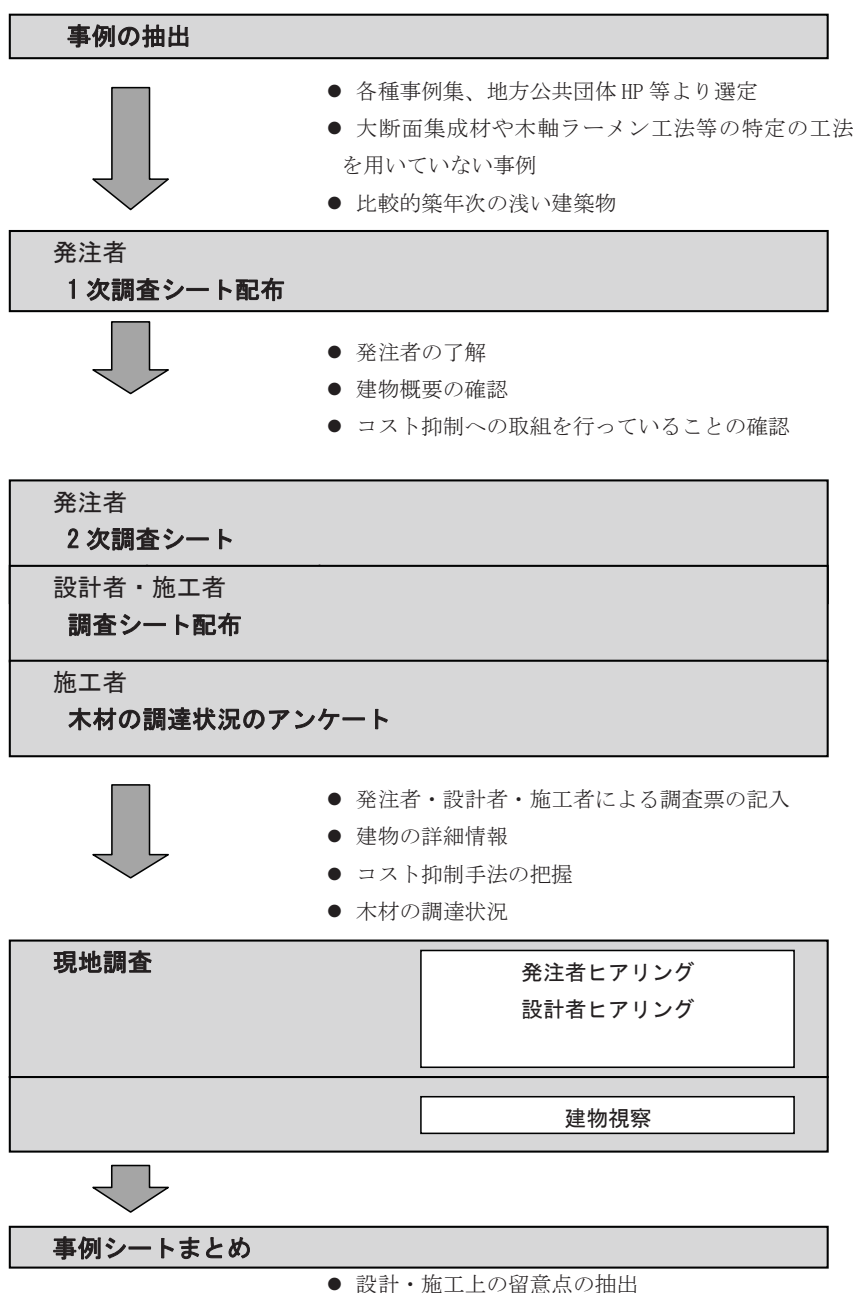 事例の抽出
● 各種事例集、地方公共団体 HP 等より選定
● 大断面集成材や木軸ラーメン工法等の特定の工法
を用いていない事例
● 比較的築年次の浅い建築物
発注者
1 次調査シート配布
● 発注者の了解
● 建物概要の確認
● コスト抑制への取組を行っていることの確認
発注者
2 次調査シート
設計者・施工者
調査シート配布
施工者
木材の調達状況のアンケート
● 発注者・設計者・施工者による調査票の記入
● 建物の詳細情報
● コスト抑制手法の把握
● 木材の調達状況
現地調査
発注者ヒアリング
設計者ヒアリング
建物視察
事例シートまとめ
● 設計・施工上の留意点の抽出